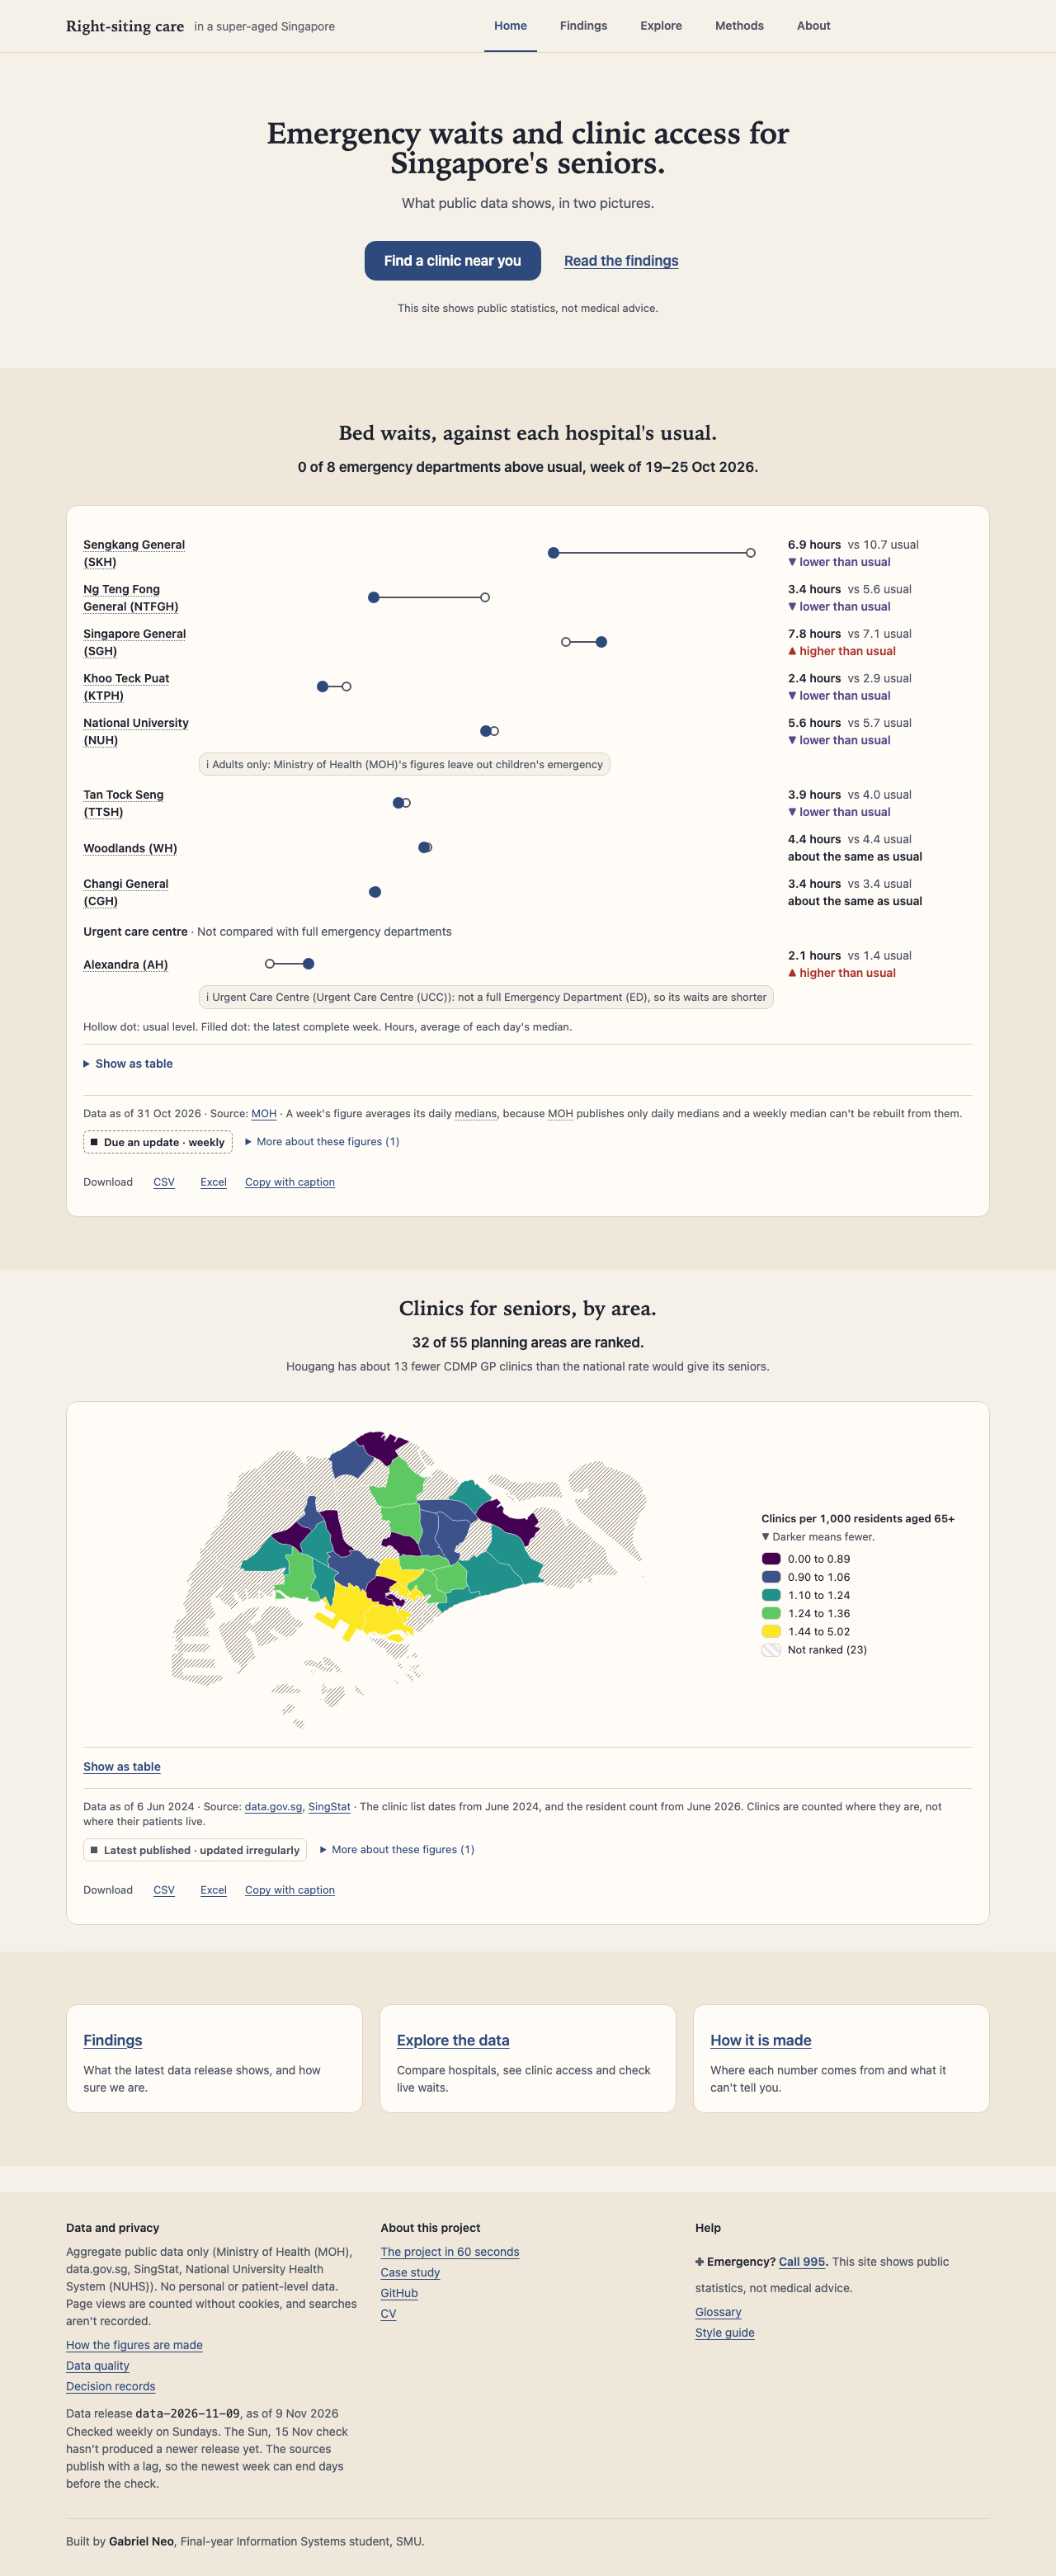 Right-siting care in a super-aged Singapore
Home Findings Explore Methods About
Emergency waits and clinic access for
Singapore's seniors.
What public data shows, in two pictures.
Find a clinic near you Read the findings
This site shows public statistics, not medical advice.
Bed waits, against each hospital's usual.
0 of 8 emergency departments above usual, week of 19–25 Oct 2026.
Sengkang General
(SKH)
6.9 hours vs 10.7 usual
▼ lower than usual
Ng Teng Fong
General (NTFGH)
3.4 hours vs 5.6 usual
▼ lower than usual
Singapore General
(SGH)
7.8 hours vs 7.1 usual
▲ higher than usual
Khoo Teck Puat
(KTPH)
2.4 hours vs 2.9 usual
▼ lower than usual
National University
(NUH)
5.6 hours vs 5.7 usual
▼ lower than usual
i Adults only: Ministry of Health (MOH)'s figures leave out children's emergency
Tan Tock Seng
(TTSH)
3.9 hours vs 4.0 usual
▼ lower than usual
Woodlands (WH)
4.4 hours vs 4.4 usual
about the same as usual
Changi General
(CGH)
3.4 hours vs 3.4 usual
about the same as usual
Urgent care centre · Not compared with full emergency departments
Alexandra (AH)
2.1 hours vs 1.4 usual
▲ higher than usual
i Urgent Care Centre (Urgent Care Centre (UCC)): not a full Emergency Department (ED), so its waits are shorter
Hollow dot: usual level. Filled dot: the latest complete week. Hours, average of each day's median.
▶ Show as table
Data as of 31 Oct 2026 · Source: MOH · A week's figure averages its daily medians, because MOH publishes only daily medians and a weekly median can't be rebuilt from them.
■ Due an update · weekly ▶ More about these figures (1)
Download CSV Excel Copy with caption
Clinics for seniors, by area.
32 of 55 planning areas are ranked.
Hougang has about 13 fewer CDMP GP clinics than the national rate would give its seniors.
Clinics per 1,000 residents aged 65+
▼ Darker means fewer.
0.00 to 0.89
0.90 to 1.06
1.10 to 1.24
1.24 to 1.36
1.44 to 5.02
Not ranked (23)
Show as table
Data as of 6 Jun 2024 · Source: data.gov.sg, SingStat · The clinic list dates from June 2024, and the resident count from June 2026. Clinics are counted where they are, not
where their patients live.
■ Latest published · updated irregularly ▶ More about these figures (1)
Download CSV Excel Copy with caption
Findings
What the latest data release shows, and how
sure we are.
Explore the data
Compare hospitals, see clinic access and check
live waits.
How it is made
Where each number comes from and what it
can't tell you.
Data and privacy
Aggregate public data only (Ministry of Health (MOH),
data.gov.sg, SingStat, National University Health
System (NUHS)). No personal or patient-level data.
Page views are counted without cookies, and searches
aren't recorded.
How the figures are made
Data quality
Decision records
Data release data-2026-11-09, as of 9 Nov 2026
Checked weekly on Sundays. The Sun, 15 Nov check
hasn't produced a newer release yet. The sources
publish with a lag, so the newest week can end days
before the check.
About this project
The project in 60 seconds
Case study
GitHub
CV
Help
✚ Emergency? Call 995. This site shows public
statistics, not medical advice.
Glossary
Style guide
Built by Gabriel Neo, Final-year Information Systems student, SMU.